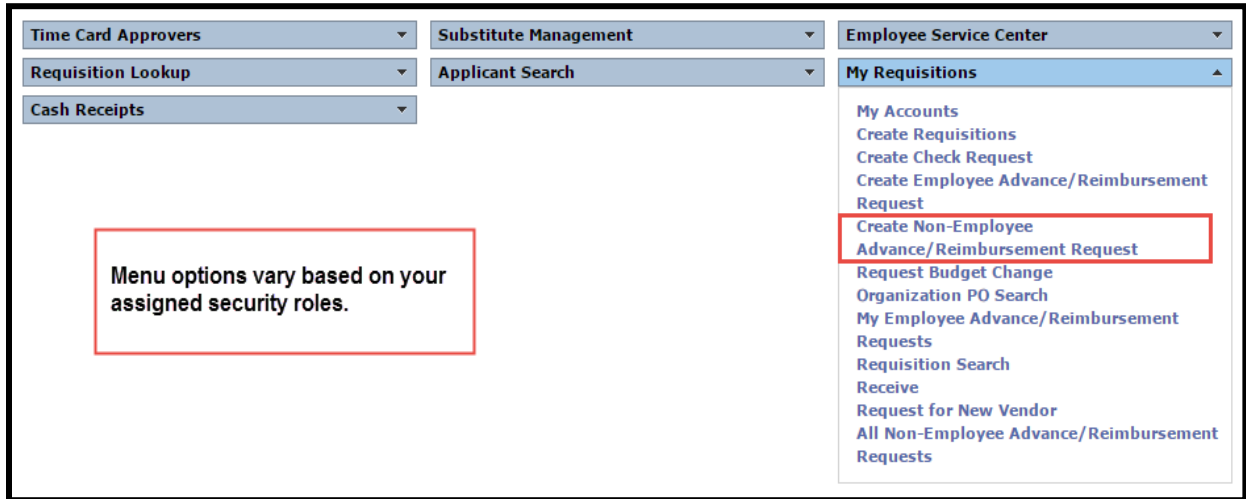 Time Card Approvers
Substitute Management
Employee Service Center
Requisition Lookup
Applicant Search
My Requisitions
Cash Receipts
My Accounts
Create Requisitions
Create Check Request
Create Employee Advance/Reimbursement
Request
Create Non-Employee
Advance/Reimbursement Request
Request Budget Change
Organization PO Search
My Employee Advance/Reimbursement
Requests
Requisition Search
Receive
Request for New Vendor
All Non-Employee Advance/Reimbursement
Requests
Menu options vary based on your
assigned security roles.